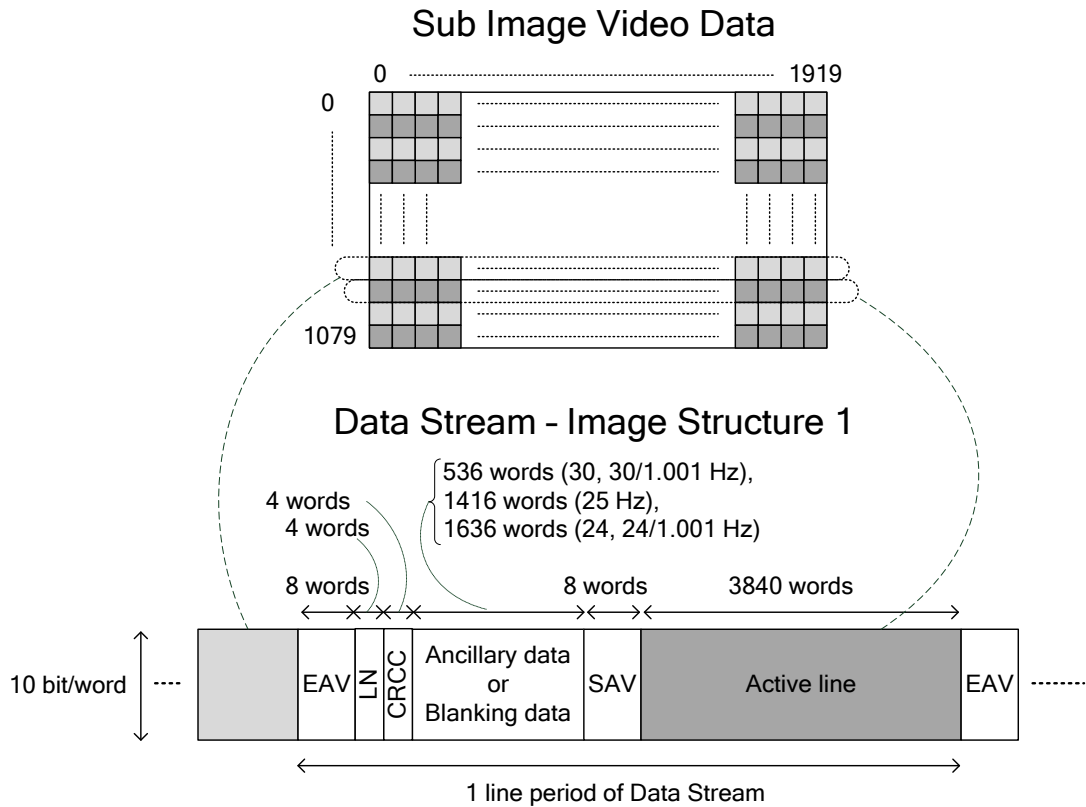 Sub Image Video Data
0 1919
0
1079
Data Stream – Image Structure 1
536 words (30, 30/1.001 Hz),
1416 words (25 Hz),
1636 words (24, 24/1.001 Hz)
4 words
4 words
8 words
8 words
3840 words
10 bit/word
EAV
LN
CRCC
Ancillary data
or
Blanking data
SAV
Active line
EAV
1 line period of Data Stream